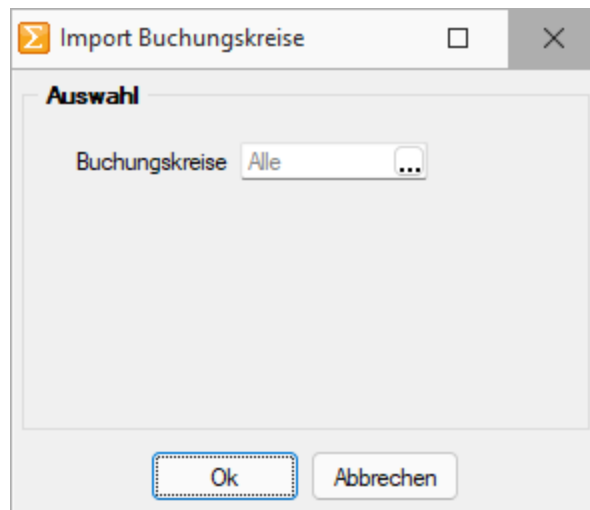 Import Buchungskreise
Auswahl
Buchungskreise Alle ...
Ok Abbrechen